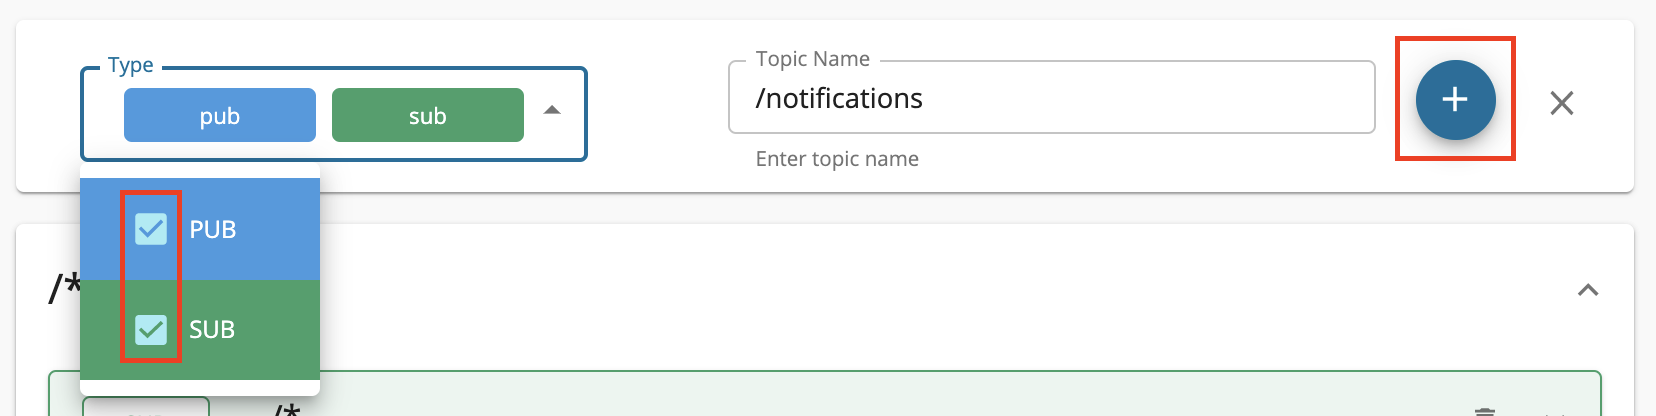 Type
pub sub
Topic Name
/notifications
Enter topic name
PUB
SUB
/*
/*